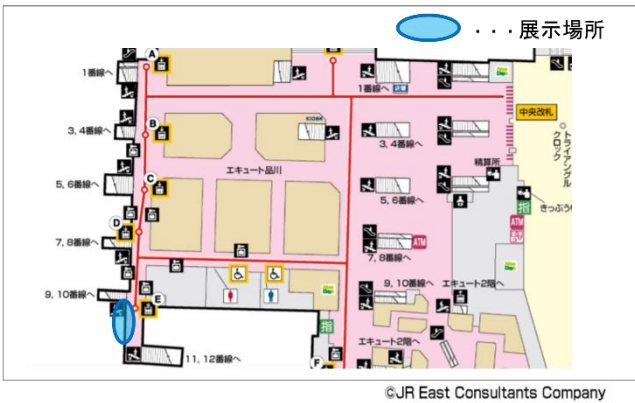 ・・・展示場所
A
1番線へ
1番線へ
中央改札
トライアングル
クロック
KIOSK
B
3, 4番線へ
3, 4番線へ
精算所
エキュート品川
C
5, 6番線へ
5, 6番線へ
きっぷうり
指
ATM
D
7, 8番線へ
ATM
7, 8番線へ
9, 10番線へ
9, 10番線へ
エキュート2階へ
E
指
エキュート2階へ
11, 12番線へ
F
©JR East Consultants Company